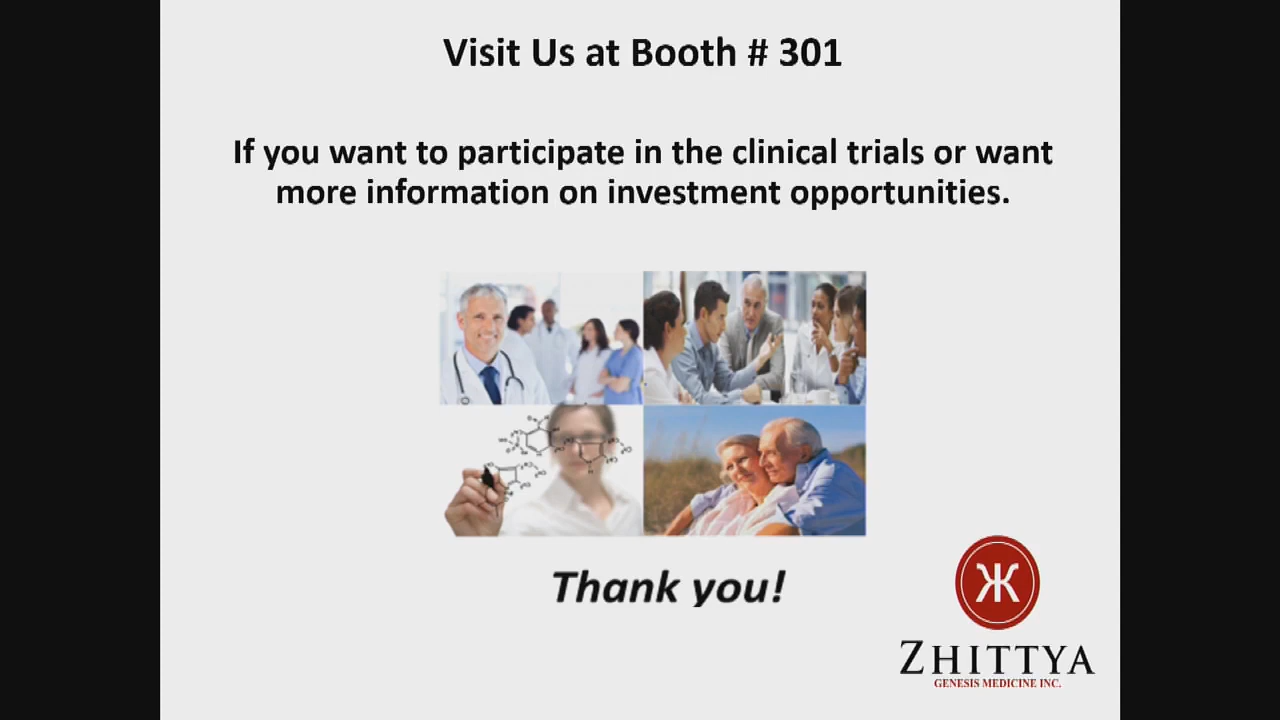 Visit Us at Booth # 301
If you want to participate in the clinical trials or want
more information on investment opportunities.
Thank you!
ZHITTYA
GENESIS MEDICINE INC.